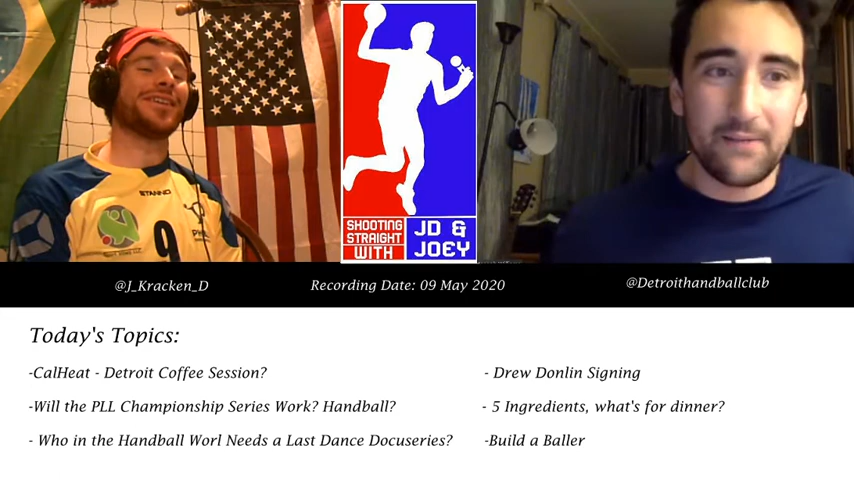 STANNO
9
SHOOTING
STRAIGHT
WITH
JD &
JOEY
@J_Kracken_D
Recording Date: 09 May 2020
@Detroithandballclub
Today's Topics:
-CalHeat - Detroit Coffee Session?
- Drew Donlin Signing
-Will the PLL Championship Series Work? Handball?
- 5 Ingredients, what's for dinner?
- Who in the Handball Worl Needs a Last Dance Docuseries?
-Build a Baller